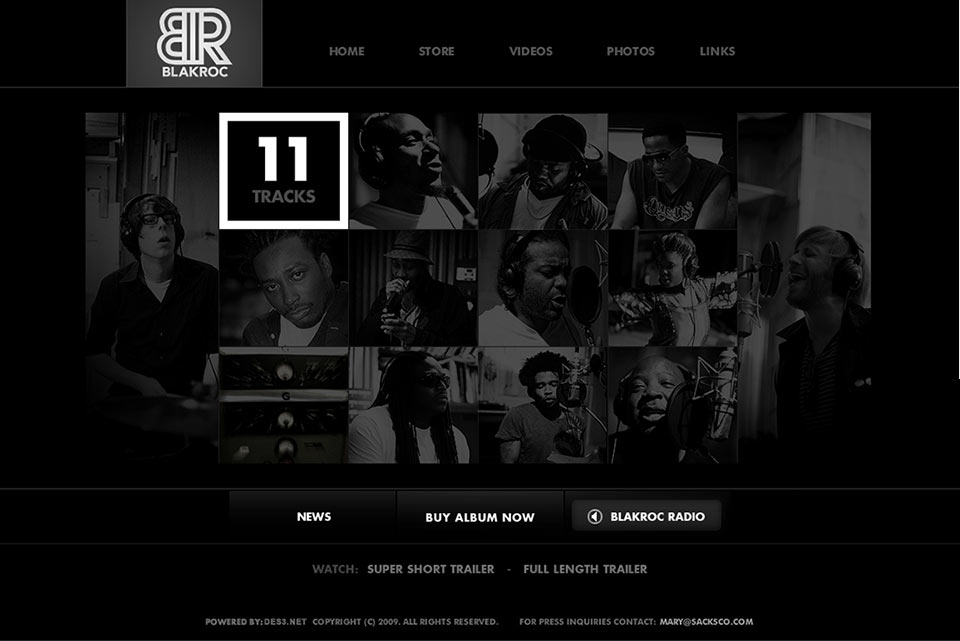 BR
BLAKROC
HOME STORE VIDEOS PHOTOS LINKS
11
TRACKS
NEWS BUY ALBUM NOW BLAKROC RADIO
WATCH: SUPER SHORT TRAILER - FULL LENGTH TRAILER
POWERED BY: DES3.NET COPYRIGHT (C) 2009. ALL RIGHTS RESERVED. FOR PRESS INQUIRIES CONTACT: MARY@SACKSCO.COM